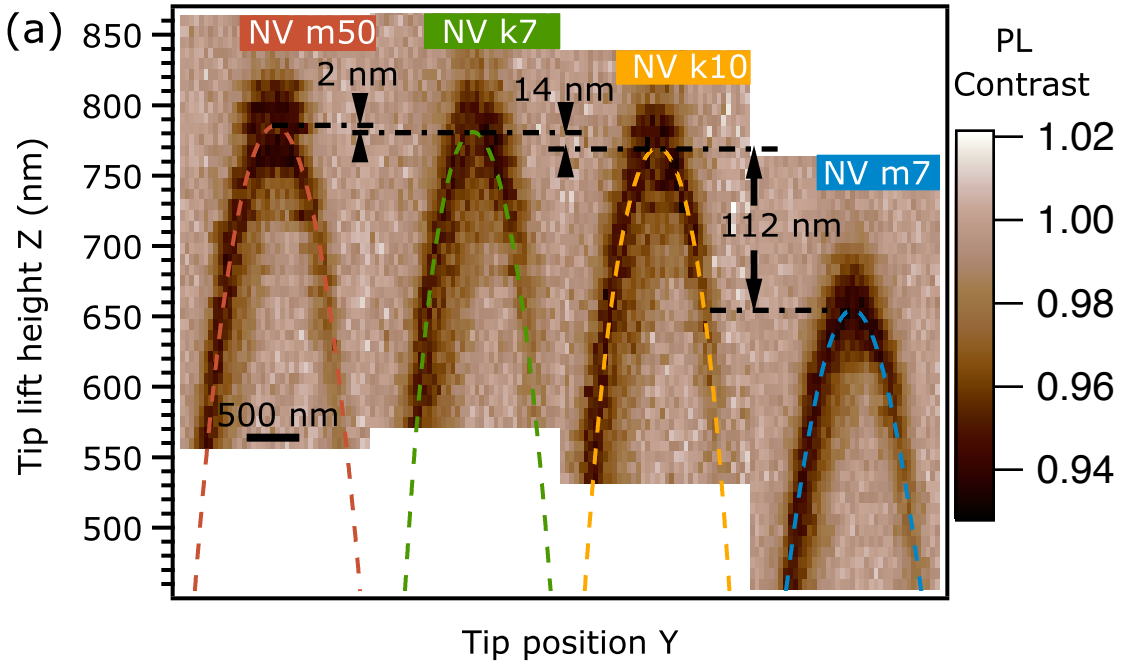 (a)
Tip lift height Z (nm)
850
800
750
700
650
600
550
500
NV m50
NV k7
NV k10
NV m7
2 nm
14 nm
112 nm
500 nm
Tip position Y
PL
Contrast
1.02
1.00
0.98
0.96
0.94